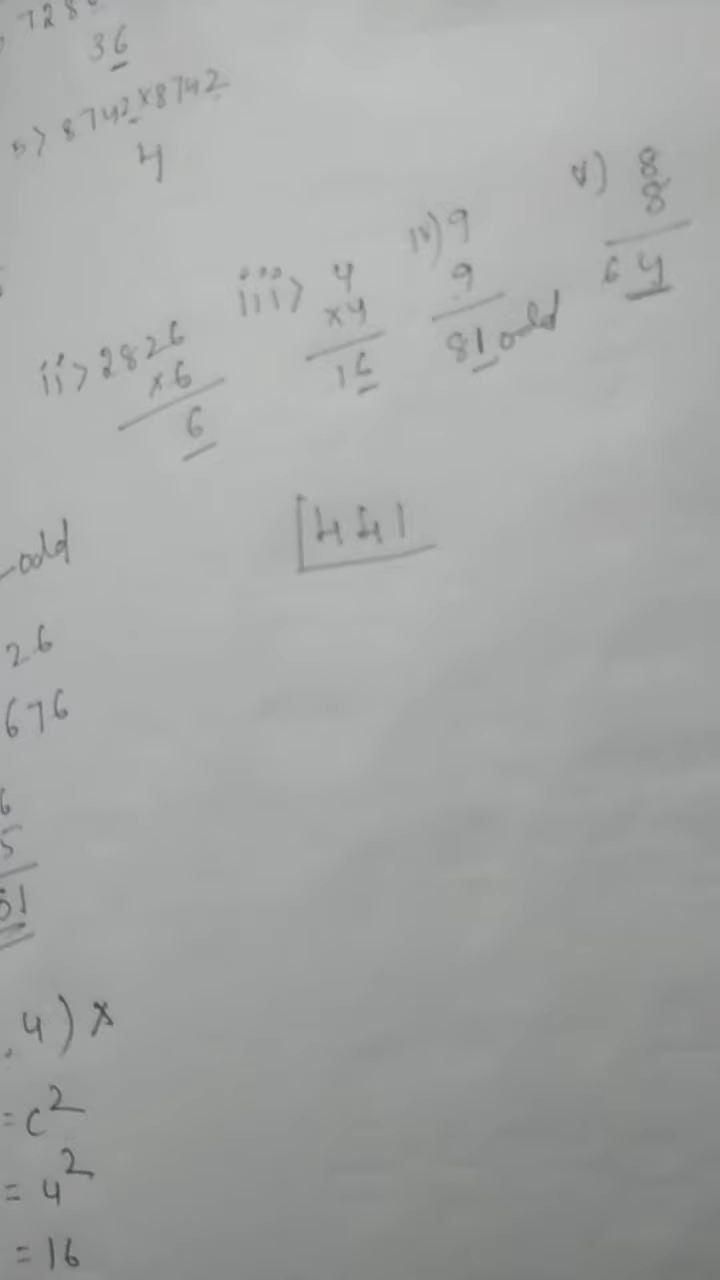 728
36
5> 8742×8742
4
ii> 2826
×6
6
iii> 4
×4
16
iv) 9
9
81 odd
v) 8
8
64
odd
441
26
676
6
5
51
4) ×
= c²
= 4²
= 16